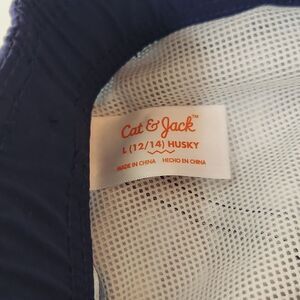 Cat & Jack™
L (12/14) HUSKY
MADE IN CHINA HECHO EN CHINA